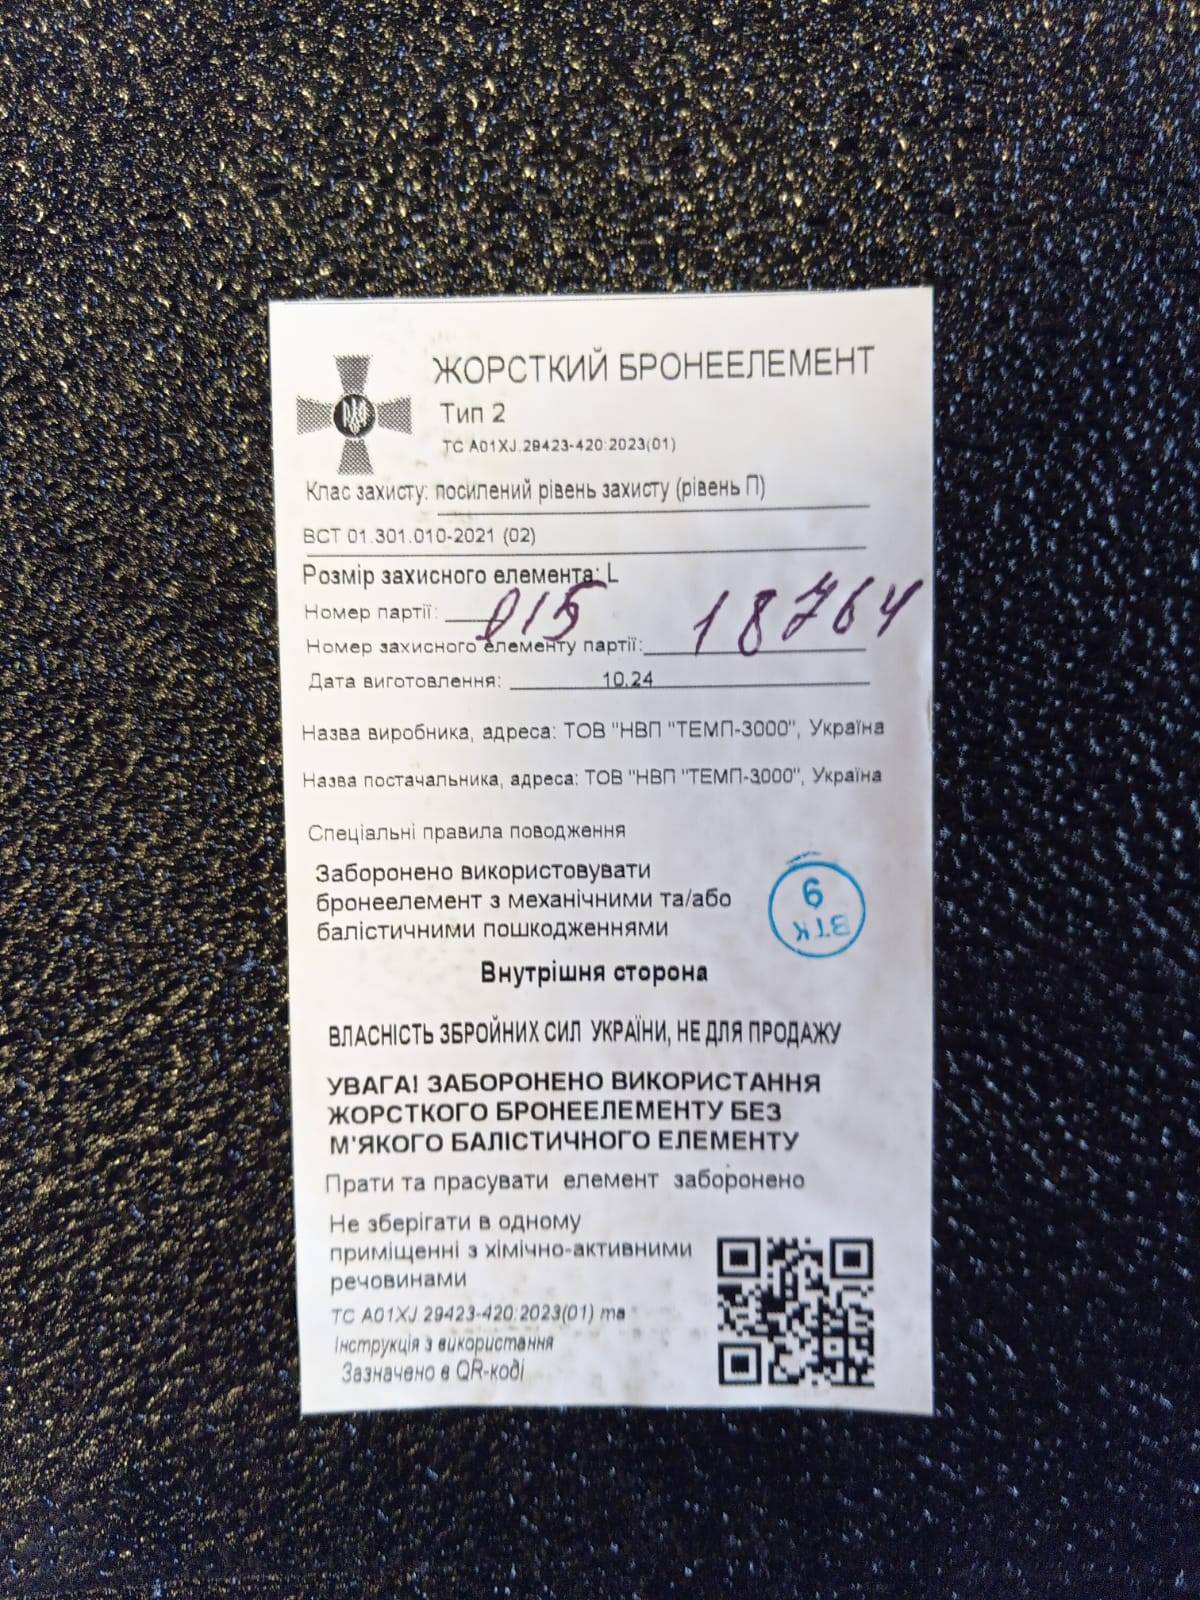 ЖОРСТКИЙ БРОНЕЕЛЕМЕНТ
Тип 2
ТС А01XJ.29423-420:2023(01)
Клас захисту: посилений рівень захисту (рівень П)
ВСТ 01.301.010-2021 (02)
Розмір захисного елемента: L
Номер партії: 015
Номер захисного елементу партії: 18764
Дата виготовлення: 10.24
Назва виробника, адреса: ТОВ "НВП "ТЕМП-3000", Україна
Назва постачальника, адреса: ТОВ "НВП "ТЕМП-3000", Україна
Спеціальні правила поводження
Заборонено використовувати
бронеелемент з механічними та/або
балістичними пошкодженнями
ВТК 9
Внутрішня сторона
ВЛАСНІСТЬ ЗБРОЙНИХ СИЛ УКРАЇНИ, НЕ ДЛЯ ПРОДАЖУ
УВАГА! ЗАБОРОНЕНО ВИКОРИСТАННЯ
ЖОРСТКОГО БРОНЕЕЛЕМЕНТУ БЕЗ
М'ЯКОГО БАЛІСТИЧНОГО ЕЛЕМЕНТУ
Прати та прасувати елемент заборонено
Не зберігати в одному
приміщенні з хімічно-активними
речовинами
ТС А01XJ.29423-420:2023(01) та
Інструкція з використання
Зазначено в QR-коді